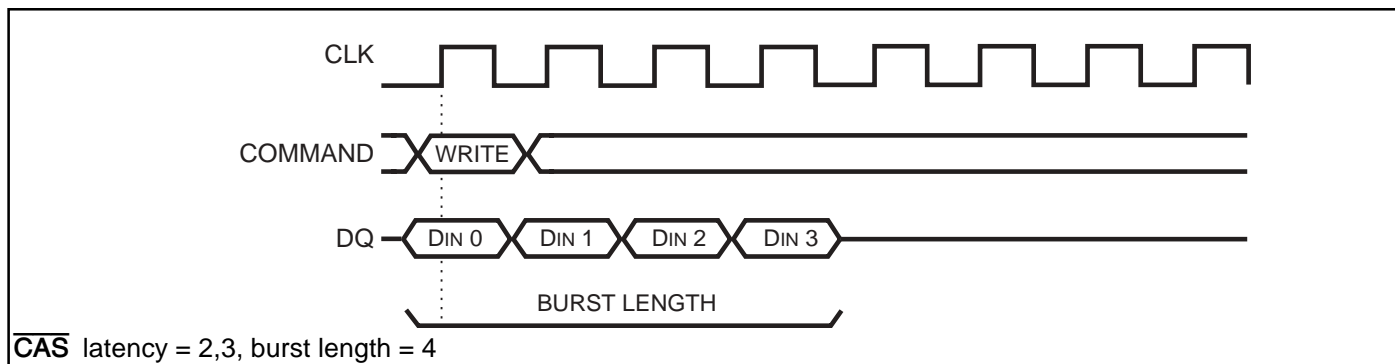 CLK
COMMAND WRITE
DQ DIN 0 DIN 1 DIN 2 DIN 3
BURST LENGTH
CAS latency = 2,3, burst length = 4